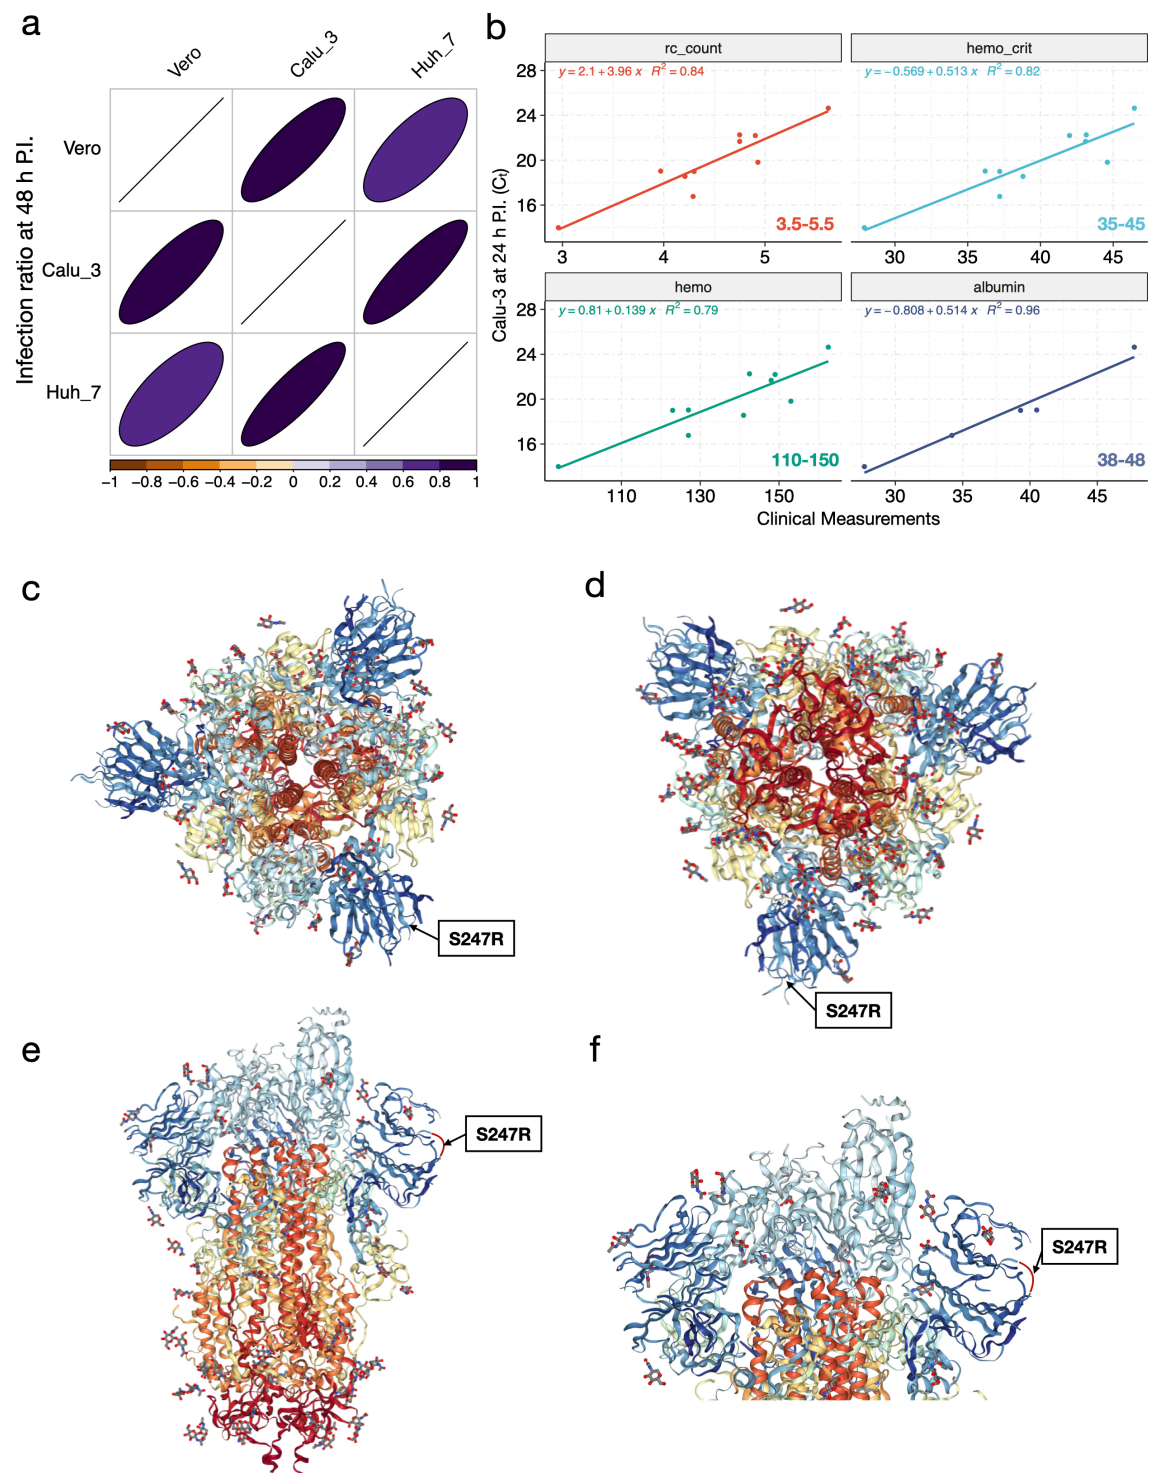 a
Vero
Calu_3
Huh_7
Infection ratio at 48 h P.I.
Vero
Calu_3
Huh_7
−1 −0.8 −0.6 −0.4 −0.2 0 0.2 0.4 0.6 0.8 1
b
Calu-3 at 24 h P.I. (Ct)
rc_count
y = 2.1 + 3.96 x R² = 0.84
28
24
20
16
3.5-5.5
3 4 5
hemo_crit
y = −0.569 + 0.513 x R² = 0.82
35-45
30 35 40 45
hemo
y = 0.81 + 0.139 x R² = 0.79
28
24
20
16
110-150
110 130 150
albumin
y = −0.808 + 0.514 x R² = 0.96
38-48
30 35 40 45
Clinical Measurements
c
S247R
d
S247R
e
S247R
f
S247R